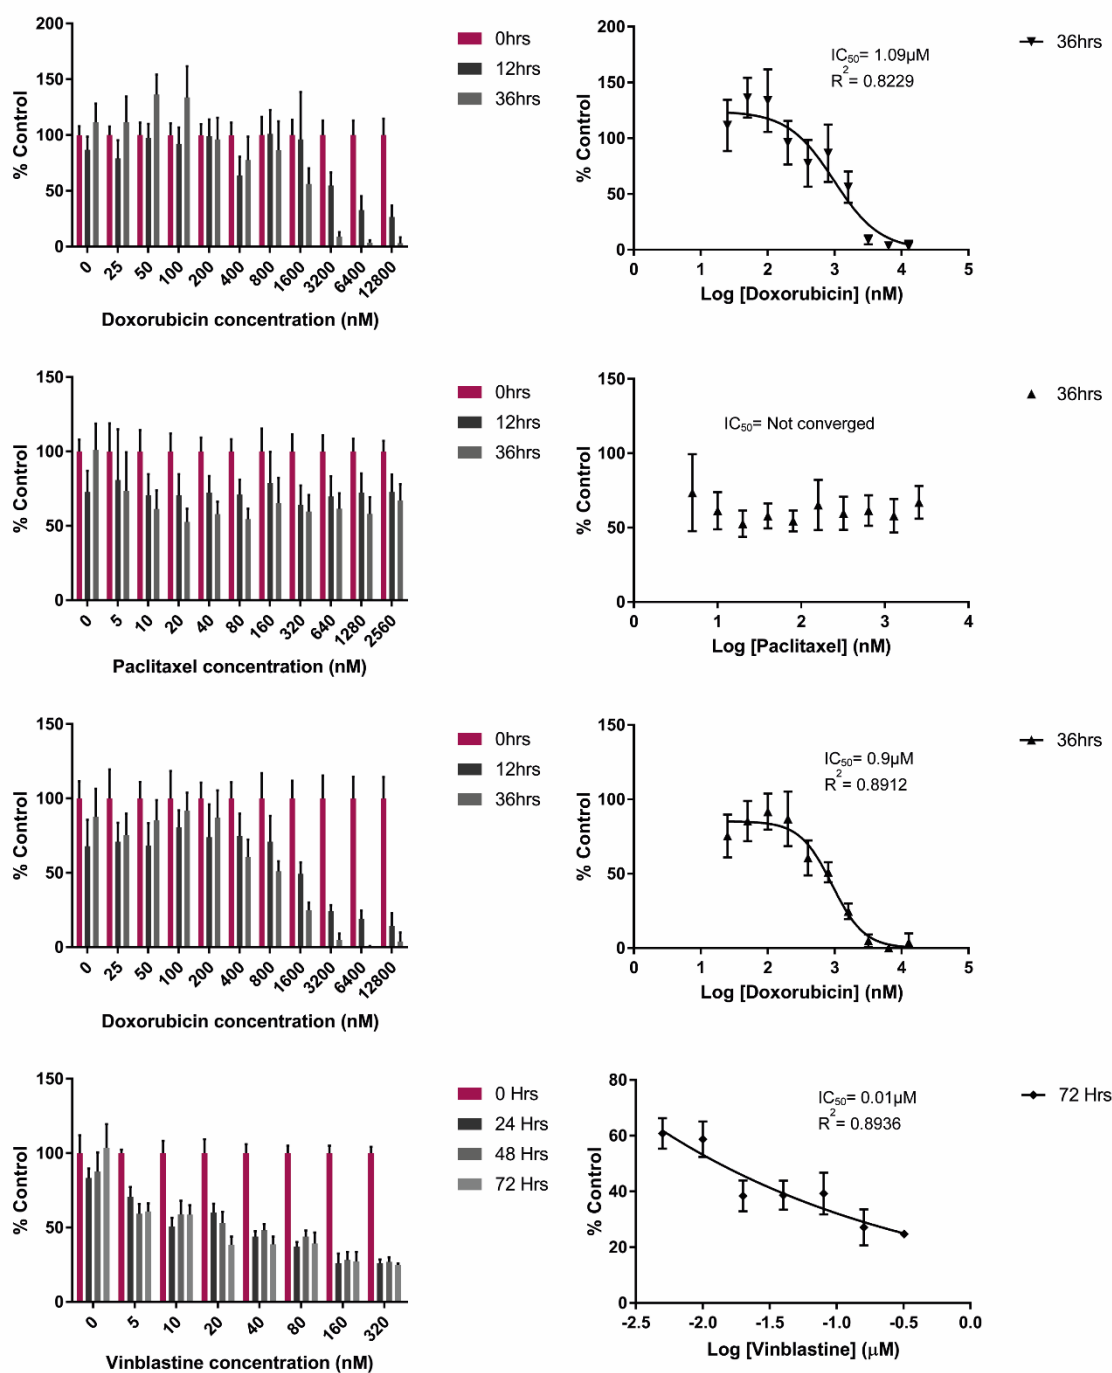 200
150
100
50
0
% Control
0 25 50 100 200 400 800 1600 3200 6400 12800
Doxorubicin concentration (nM)
0hrs
12hrs
36hrs
200
150
100
50
0
% Control
IC50= 1.09µM
R2= 0.8229
0 1 2 3 4 5
Log [Doxorubicin] (nM)
36hrs
150
100
50
0
% Control
0 5 10 20 40 80 160 320 640 1280 2560
Paclitaxel concentration (nM)
0hrs
12hrs
36hrs
150
100
50
0
% Control
IC50= Not converged
0 1 2 3 4
Log [Paclitaxel] (nM)
36hrs
150
100
50
0
% Control
0 25 50 100 200 400 800 1600 3200 6400 12800
Doxorubicin concentration (nM)
0hrs
12hrs
36hrs
150
100
50
0
% Control
IC50= 0.9µM
R2= 0.8912
0 1 2 3 4 5
Log [Doxorubicin] (nM)
36hrs
150
100
50
0
% Control
0 5 10 20 40 80 160 320
Vinblastine concentration (nM)
0 Hrs
24 Hrs
48 Hrs
72 Hrs
80
60
40
20
0
% Control
IC50= 0.01µM
R2= 0.8936
-2.5 -2.0 -1.5 -1.0 -0.5 0.0
Log [Vinblastine] (µM)
72 Hrs